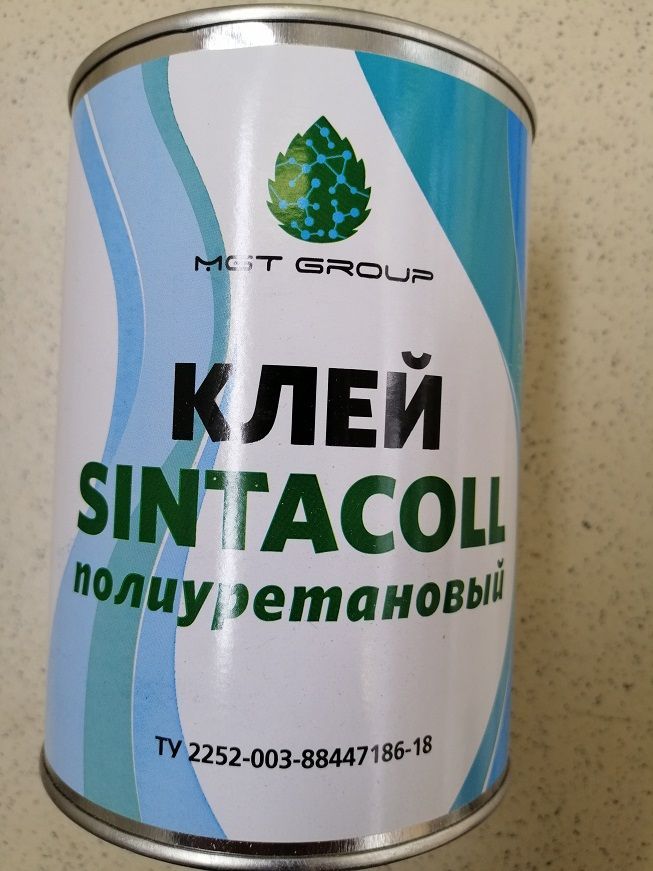 MGT GROUP
КЛЕЙ
SINTACOLL
полиуретановый
ТУ 2252-003-88447186-18